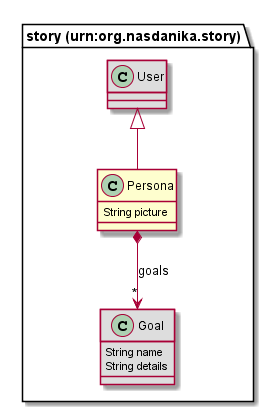 story (urn:org.nasdanika.story)
C User
C Persona
String picture
goals
*
C Goal
String name
String details